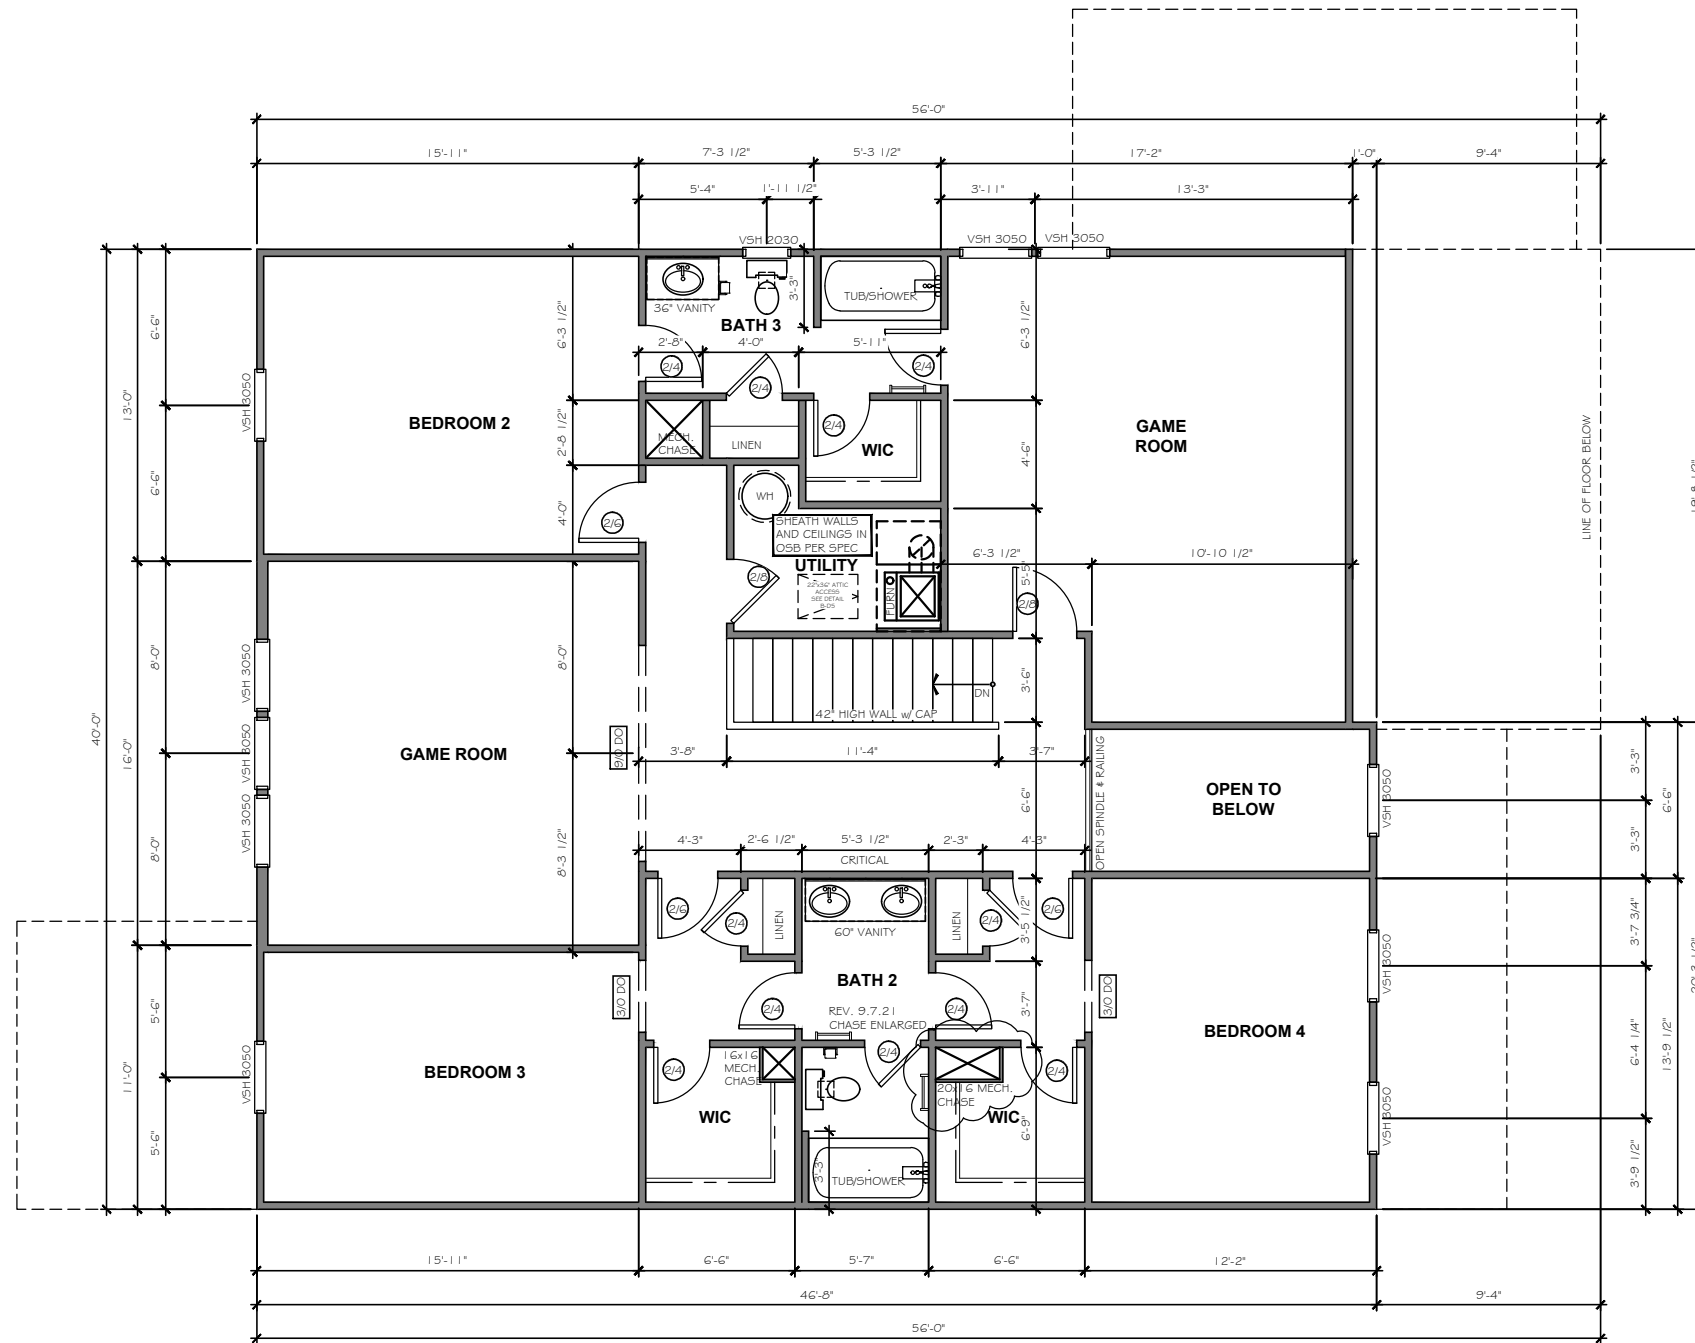 56'-0"
15'-11"
7'-3 1/2"
5'-3 1/2"
17'-2"
1'-0"
9'-4"
5'-4"
1'-11 1/2"
3'-11"
13'-3"
VSH 2030
VSH 3050
VSH 3050
3'-3"
36" VANITY
TUB/SHOWER
BATH 3
6'-6"
6'-3 1/2"
6'-3 1/2"
2'-8"
4'-0"
5'-11"
2/4
2/4
2/4
VSH 3050
13'-0"
BEDROOM 2
2'-8 1/2"
MECH.
CHASE
LINEN
2/4
WIC
GAME
ROOM
4'-6"
LINE OF FLOOR BELOW
6'-6"
4'-0"
2/6
WH
SHEATH WALLS
AND CEILINGS IN
OSB PER SPEC
UTILITY
2/8
22"x36" ATTIC
ACCESS
SEE DETAIL
B-D5
FURN
6'-3 1/2"
10'-10 1/2"
5'-5"
2/8
40'-0"
16'-0"
8'-0"
8'-0"
VSH 3050
VSH 3050
VSH 3050
GAME ROOM
9/0 DO
DN
42" HIGH WALL w/ CAP
3'-6"
3'-8"
11'-4"
3'-7"
OPEN SPINDLE & RAILING
OPEN TO
BELOW
VSH 3050
3'-3"
3'-3"
6'-6"
6'-6"
8'-0"
8'-3 1/2"
4'-3"
2'-6 1/2"
5'-3 1/2"
2'-3"
4'-3"
CRITICAL
2/6
2/4
LINEN
60" VANITY
LINEN
2/4
2/6
3'-5 1/2"
3'-7 3/4"
VSH 3050
BATH 2
3/0 DO
3/0 DO
2/4
REV. 9.7.21
CHASE ENLARGED
2/4
3'-7"
BEDROOM 4
6'-4 1/4"
13'-9 1/2"
5'-6"
11'-0"
VSH 3050
BEDROOM 3
2/4
16x16
MECH.
CHASE
2/4
20x16 MECH.
CHASE
2/4
WIC
WIC
6'-9"
VSH 3050
5'-6"
3'-3"
TUB/SHOWER
3'-9 1/2"
15'-11"
6'-6"
5'-7"
6'-6"
12'-2"
46'-8"
9'-4"
56'-0"